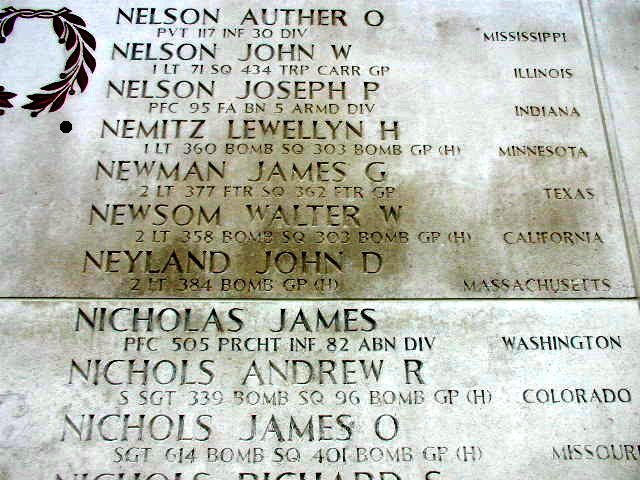 NELSON AUTHER O
PVT 117 INF 30 DIV MISSISSIPPI
NELSON JOHN W
1 LT 71 SQ 434 TRP CARR GP ILLINOIS
NELSON JOSEPH P
PFC 95 FA BN 5 ARMD DIV INDIANA
NEMITZ LEWELLYN H
1 LT 360 BOMB SQ 303 BOMB GP (H) MINNESOTA
NEWMAN JAMES G
2 LT 377 FTR SQ 362 FTR GP TEXAS
NEWSOM WALTER W
2 LT 358 BOMB SQ 303 BOMB GP (H) CALIFORNIA
NEYLAND JOHN D
2 LT 384 BOMB GP (H) MASSACHUSETTS
NICHOLAS JAMES
PFC 505 PRCHT INF 82 ABN DIV WASHINGTON
NICHOLS ANDREW R
S SGT 339 BOMB SQ 96 BOMB GP (H) COLORADO
NICHOLS JAMES O
SGT 614 BOMB SQ 401 BOMB GP (H) MISSOURI
NICHOLS RICHARD S